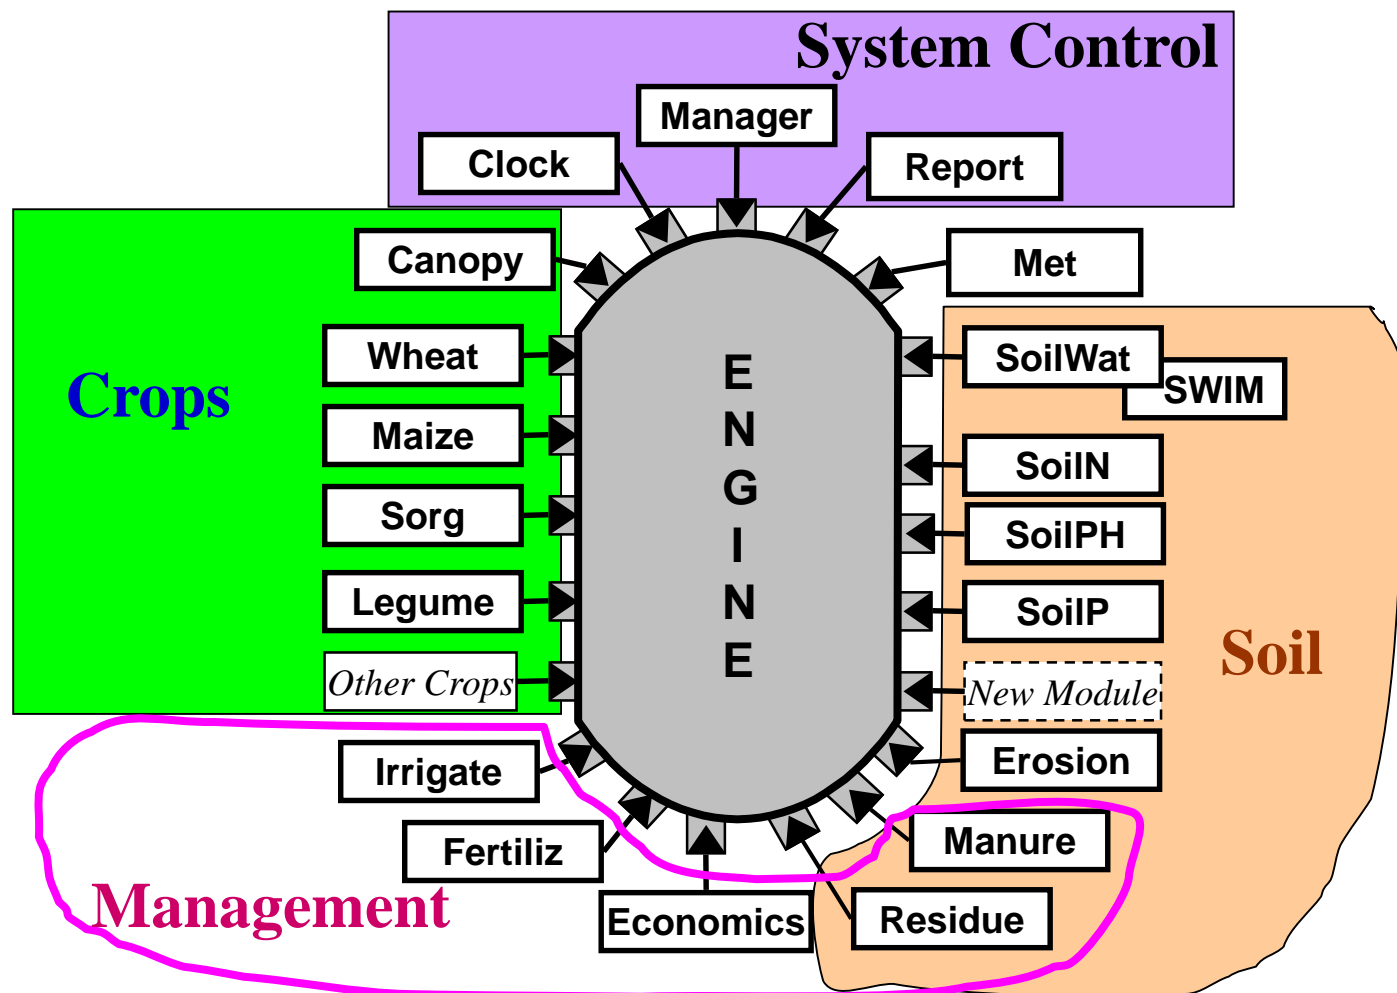 System Control
Manager
Clock
Report
Canopy
Met
Wheat
SoilWat
SWIM
Crops
Maize
SoilN
Sorg
SoilPH
Legume
SoilP
Soil
Other Crops
New Module
E
N
G
I
N
E
Irrigate
Erosion
Fertiliz
Manure
Management
Economics
Residue